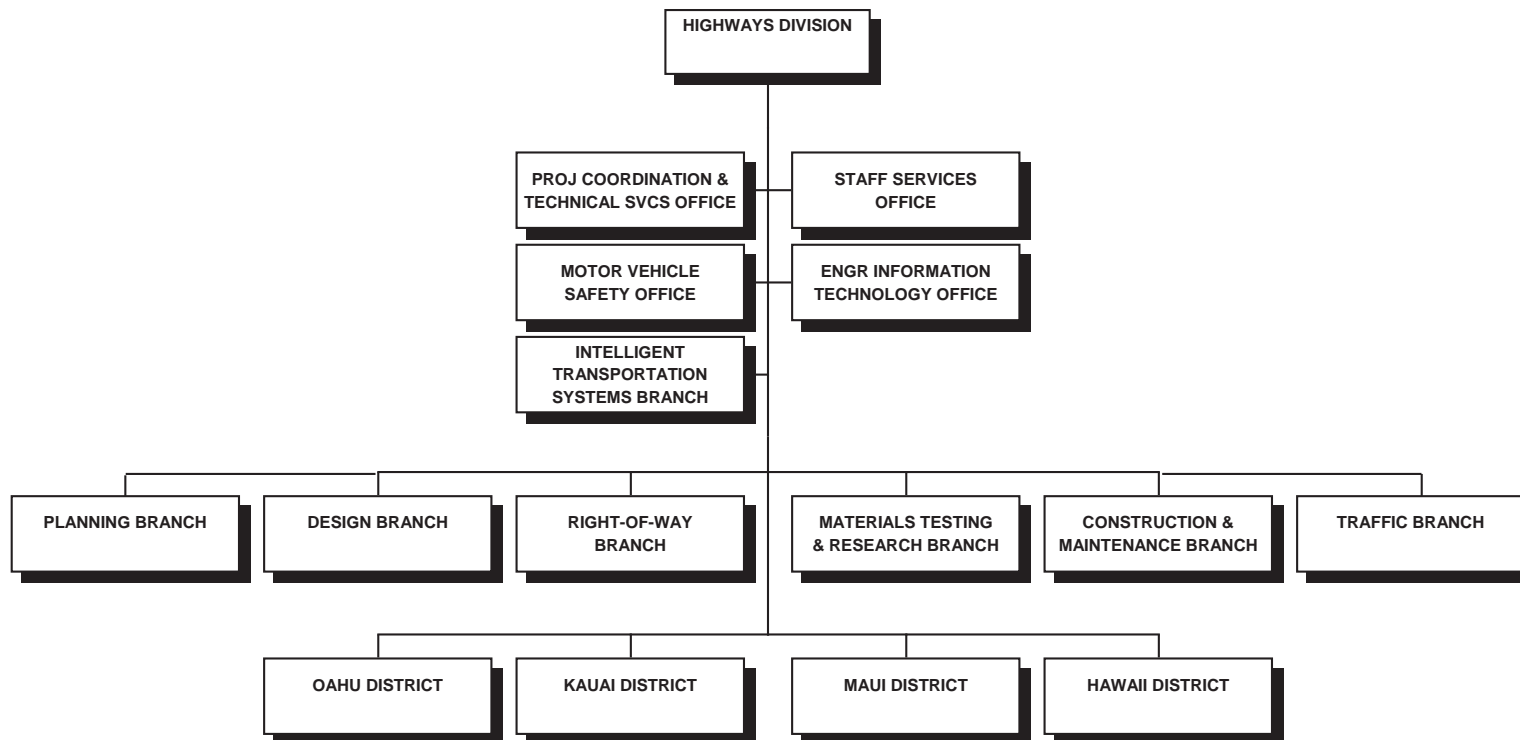 HIGHWAYS DIVISION
PROJ COORDINATION &
TECHNICAL SVCS OFFICE
STAFF SERVICES
OFFICE
MOTOR VEHICLE
SAFETY OFFICE
ENGR INFORMATION
TECHNOLOGY OFFICE
INTELLIGENT
TRANSPORTATION
SYSTEMS BRANCH
PLANNING BRANCH
DESIGN BRANCH
RIGHT-OF-WAY
BRANCH
MATERIALS TESTING
& RESEARCH BRANCH
CONSTRUCTION &
MAINTENANCE BRANCH
TRAFFIC BRANCH
OAHU DISTRICT
KAUAI DISTRICT
MAUI DISTRICT
HAWAII DISTRICT